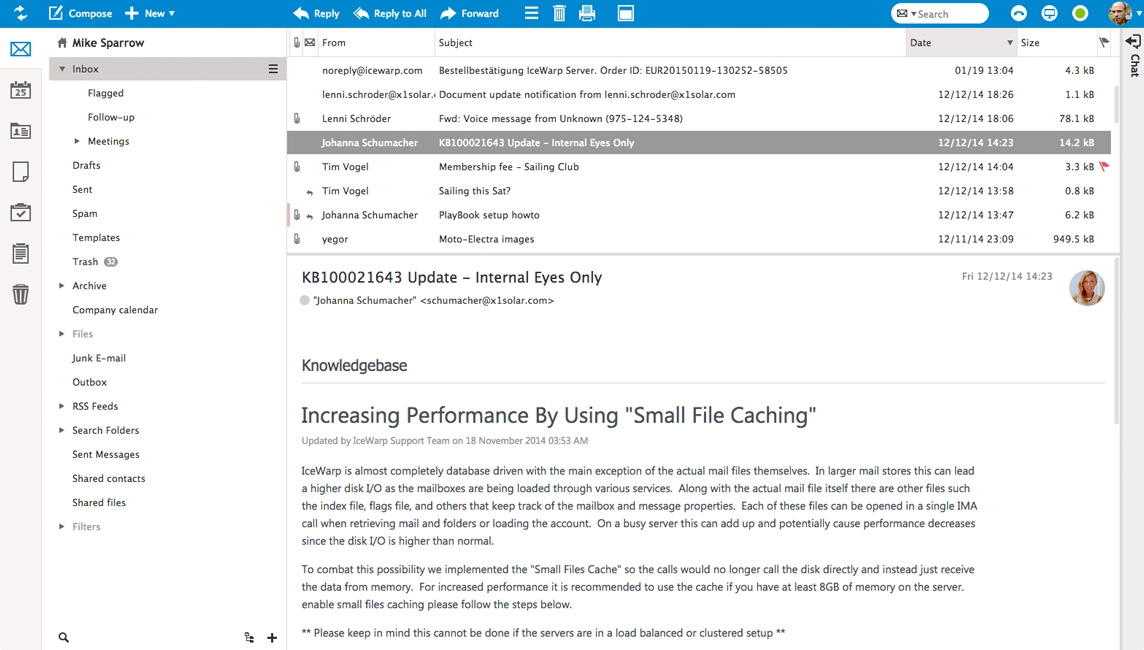 Compose New Reply Reply to All Forward Search
Mike Sparrow
Inbox
Flagged
Follow-up
Meetings
Drafts
Sent
Spam
Templates
Trash 32
Archive
Company calendar
Files
Junk E-mail
Outbox
RSS Feeds
Search Folders
Sent Messages
Shared contacts
Shared files
Filters
25
From Subject Date Size
noreply@icewarp.com Bestellbestätigung IceWarp Server. Order ID: EUR20150119-130252-58505 01/19 13:04 4.3 kB
lenni.schroder@x1solar. Document update notification from lenni.schroder@x1solar.com 12/12/14 18:26 1.1 kB
Lenni Schröder Fwd: Voice message from Unknown (975-124-5348) 12/12/14 18:06 78.1 kB
Johanna Schumacher KB100021643 Update – Internal Eyes Only 12/12/14 14:23 14.2 kB
Tim Vogel Membership fee – Sailing Club 12/12/14 14:04 3.3 kB
Tim Vogel Sailing this Sat? 12/12/14 13:58 0.8 kB
Johanna Schumacher PlayBook setup howto 12/12/14 13:47 6.2 kB
yegor Moto-Electra images 12/11/14 23:09 949.5 kB
Chat
KB100021643 Update – Internal Eyes Only Fri 12/12/14 14:23
"Johanna Schumacher" <schumacher@x1solar.com>
Knowledgebase
Increasing Performance By Using "Small File Caching"
Updated by IceWarp Support Team on 18 November 2014 03:53 AM
IceWarp is almost completely database driven with the main exception of the actual mail files themselves. In larger mail stores this can lead
a higher disk I/O as the mailboxes are being loaded through various services. Along with the actual mail file itself there are other files such
the index file, flags file, and others that keep track of the mailbox and message properties. Each of these files can be opened in a single IMA
call when retrieving mail and folders or loading the account. On a busy server this can add up and potentially cause performance decreases
since the disk I/O is higher than normal.
To combat this possibility we implemented the "Small Files Cache" so the calls would no longer call the disk directly and instead just receive
the data from memory. For increased performance it is recommended to use the cache if you have at least 8GB of memory on the server.
enable small files caching please follow the steps below.
** Please keep in mind this cannot be done if the servers are in a load balanced or clustered setup **